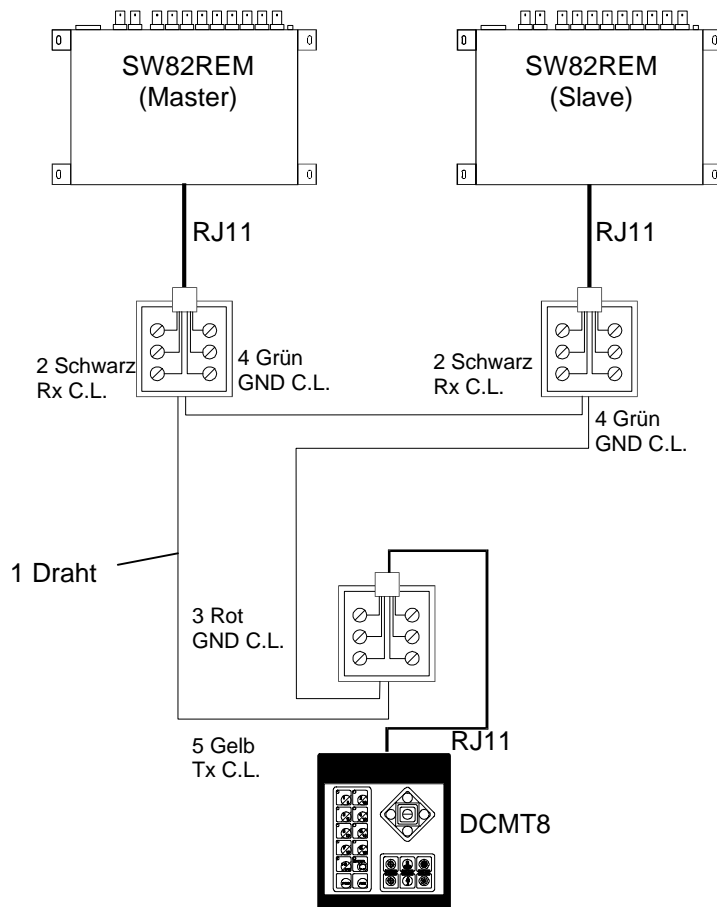 SW82REM
(Master)
SW82REM
(Slave)
RJ11
RJ11
2 Schwarz
Rx C.L.
4 Grün
GND C.L.
2 Schwarz
Rx C.L.
4 Grün
GND C.L.
1 Draht
3 Rot
GND C.L.
5 Gelb
Tx C.L.
RJ11
DCMT8